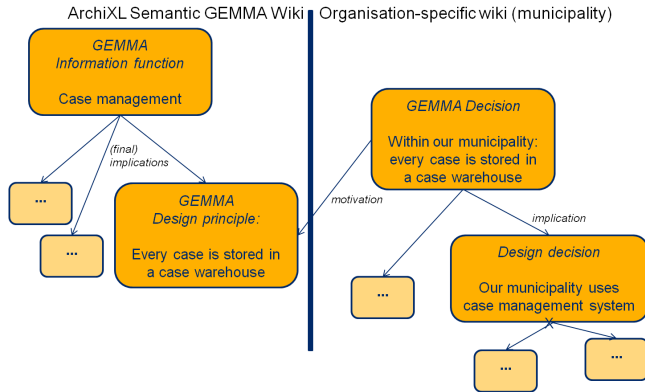 ArchiXL Semantic GEMMA Wiki
Organisation-specific wiki (municipality)
GEMMA
Information function
Case management
(final)
implications
...
...
GEMMA
Design principle:
Every case is stored in
a case warehouse
motivation
GEMMA Decision
Within our municipality:
every case is stored in
a case warehouse
implication
...
Design decision
Our municipality uses
case management system
...
...